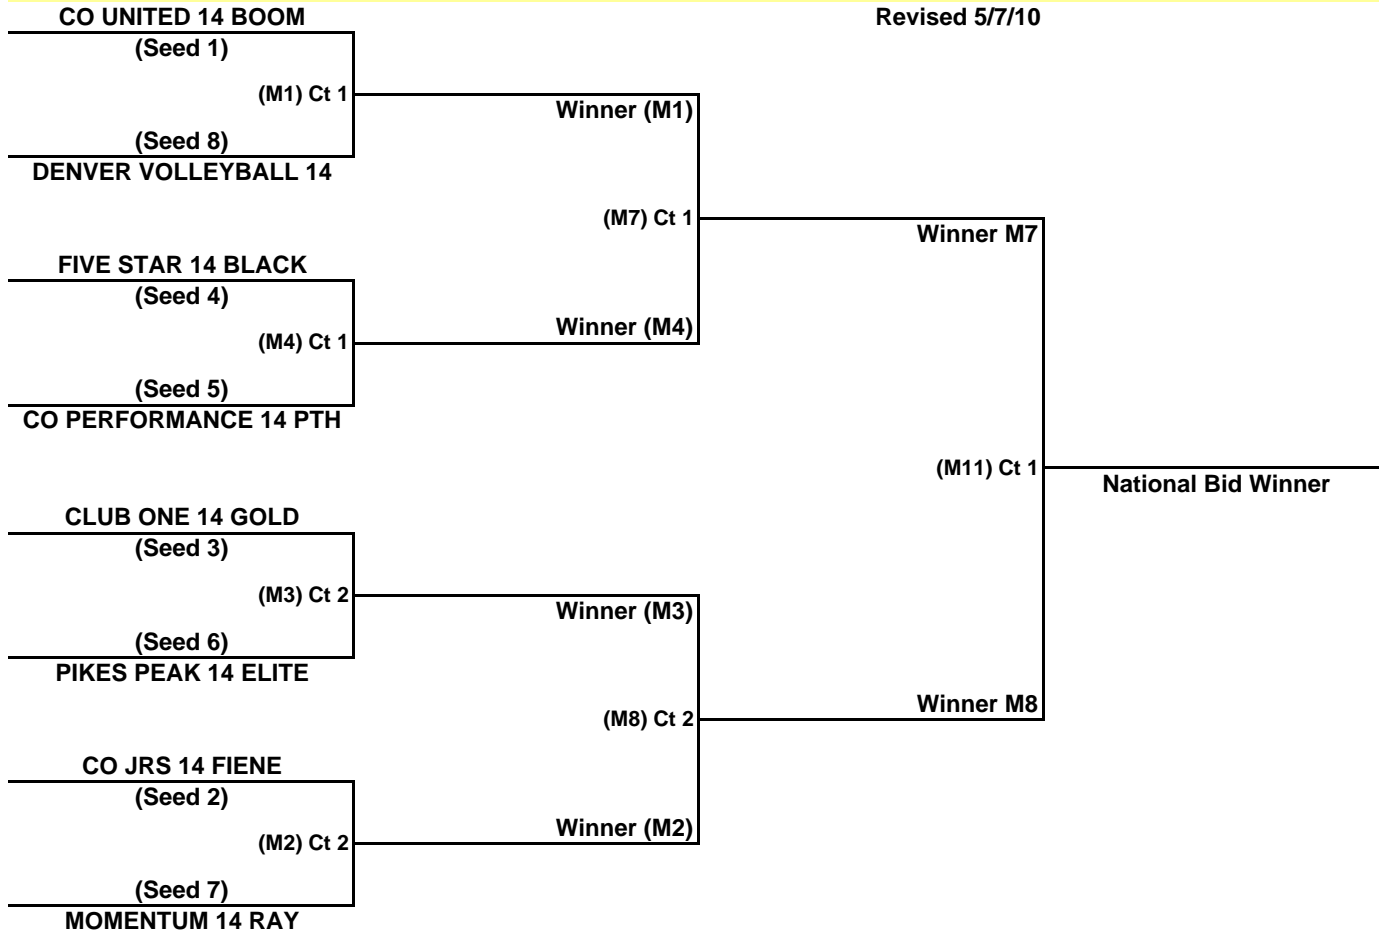 CO UNITED 14 BOOM
Revised 5/7/10
(Seed 1)
(M1) Ct 1
Winner (M1)
(Seed 8)
DENVER VOLLEYBALL 14
(M7) Ct 1
Winner M7
FIVE STAR 14 BLACK
(Seed 4)
(M4) Ct 1
Winner (M4)
(Seed 5)
CO PERFORMANCE 14 PTH
(M11) Ct 1
National Bid Winner
CLUB ONE 14 GOLD
(Seed 3)
(M3) Ct 2
Winner (M3)
(Seed 6)
PIKES PEAK 14 ELITE
(M8) Ct 2
Winner M8
CO JRS 14 FIENE
(Seed 2)
(M2) Ct 2
Winner (M2)
(Seed 7)
MOMENTUM 14 RAY